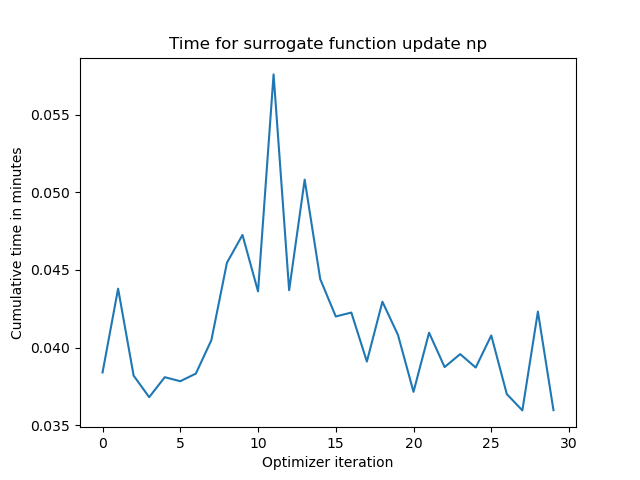 Time for surrogate function update np
Cumulative time in minutes
0.055
0.050
0.045
0.040
0.035
0 5 10 15 20 25 30
Optimizer iteration